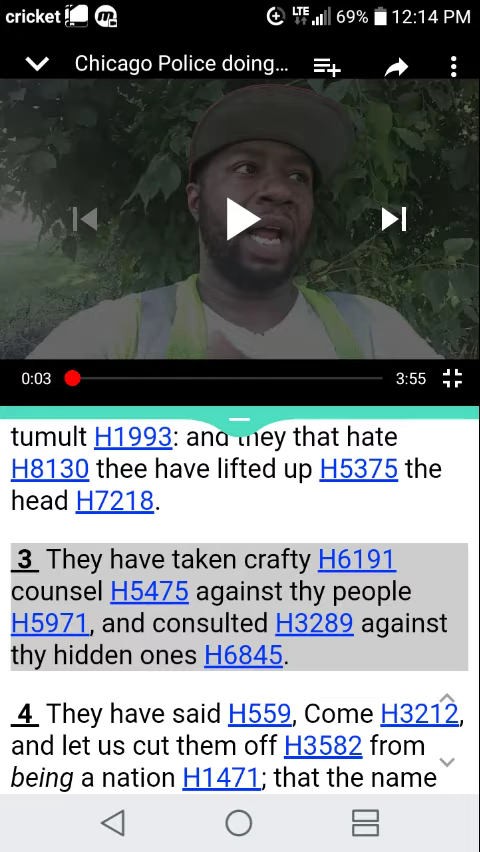 cricket LTE 69% 12:14 PM
Chicago Police doing...
0:03 3:55
tumult H1993: and they that hate
H8130 thee have lifted up H5375 the
head H7218.
3 They have taken crafty H6191
counsel H5475 against thy people
H5971, and consulted H3289 against
thy hidden ones H6845.
4 They have said H559, Come H3212,
and let us cut them off H3582 from
being a nation H1471; that the name